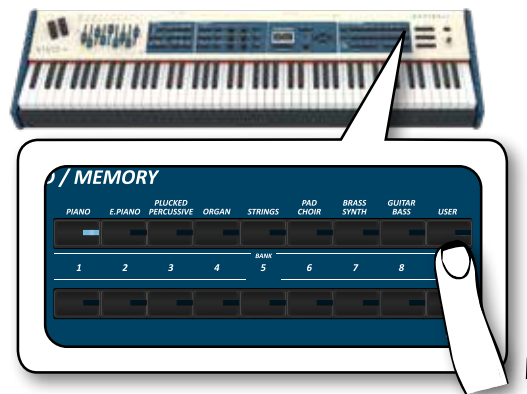 VIVO
/ MEMORY
PIANO E.PIANO PLUCKED PERCUSSIVE ORGAN STRINGS PAD CHOIR BRASS SYNTH GUITAR BASS USER
BANK
1 2 3 4 5 6 7 8